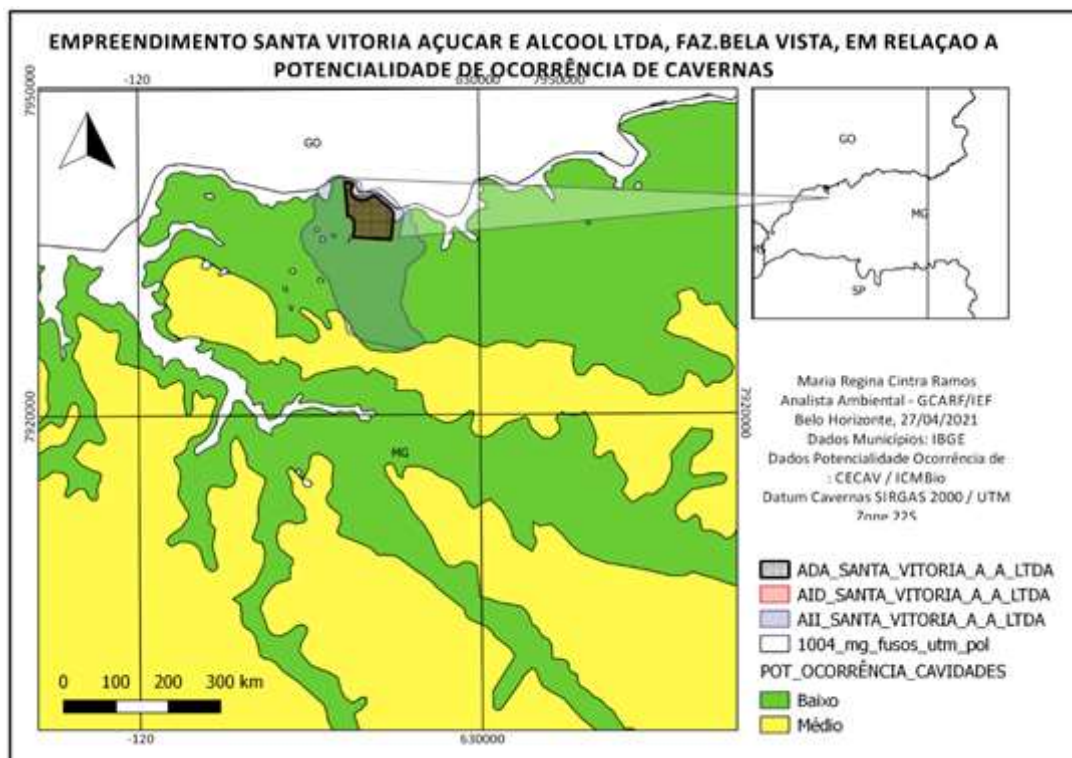 EMPREENDIMENTO SANTA VITORIA AÇUCAR E ALCOOL LTDA, FAZ.BELA VISTA, EM RELAÇAO A
POTENCIALIDADE DE OCORRÊNCIA DE CAVERNAS
-120
630000
7950000
7950000
GO
GO
MG
SP
7920000
7920000
MG
Maria Regina Cintra Ramos
Analista Ambiental - GCARF/IEF
Belo Horizonte, 27/04/2021
Dados Municípios: IBGE
Dados Potencialidade Ocorrência de
: CECAV / ICMBio
Datum Cavernas SIRGAS 2000 / UTM
Zone 22S
ADA_SANTA_VITORIA_A_A_LTDA
AID_SANTA_VITORIA_A_A_LTDA
AII_SANTA_VITORIA_A_A_LTDA
1004_mg_fusos_utm_pol
POT_OCORRÊNCIA_CAVIDADES
Baixo
Médio
0 100 200 300 km
-120
630000